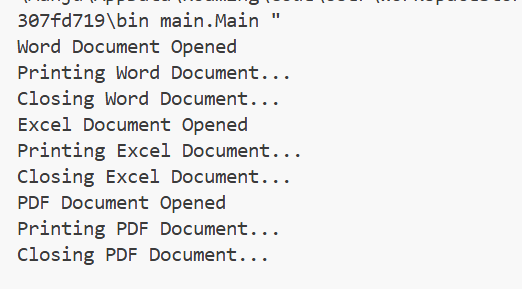 307fd719\bin main.Main "
Word Document Opened
Printing Word Document...
Closing Word Document...
Excel Document Opened
Printing Excel Document...
Closing Excel Document...
PDF Document Opened
Printing PDF Document...
Closing PDF Document...